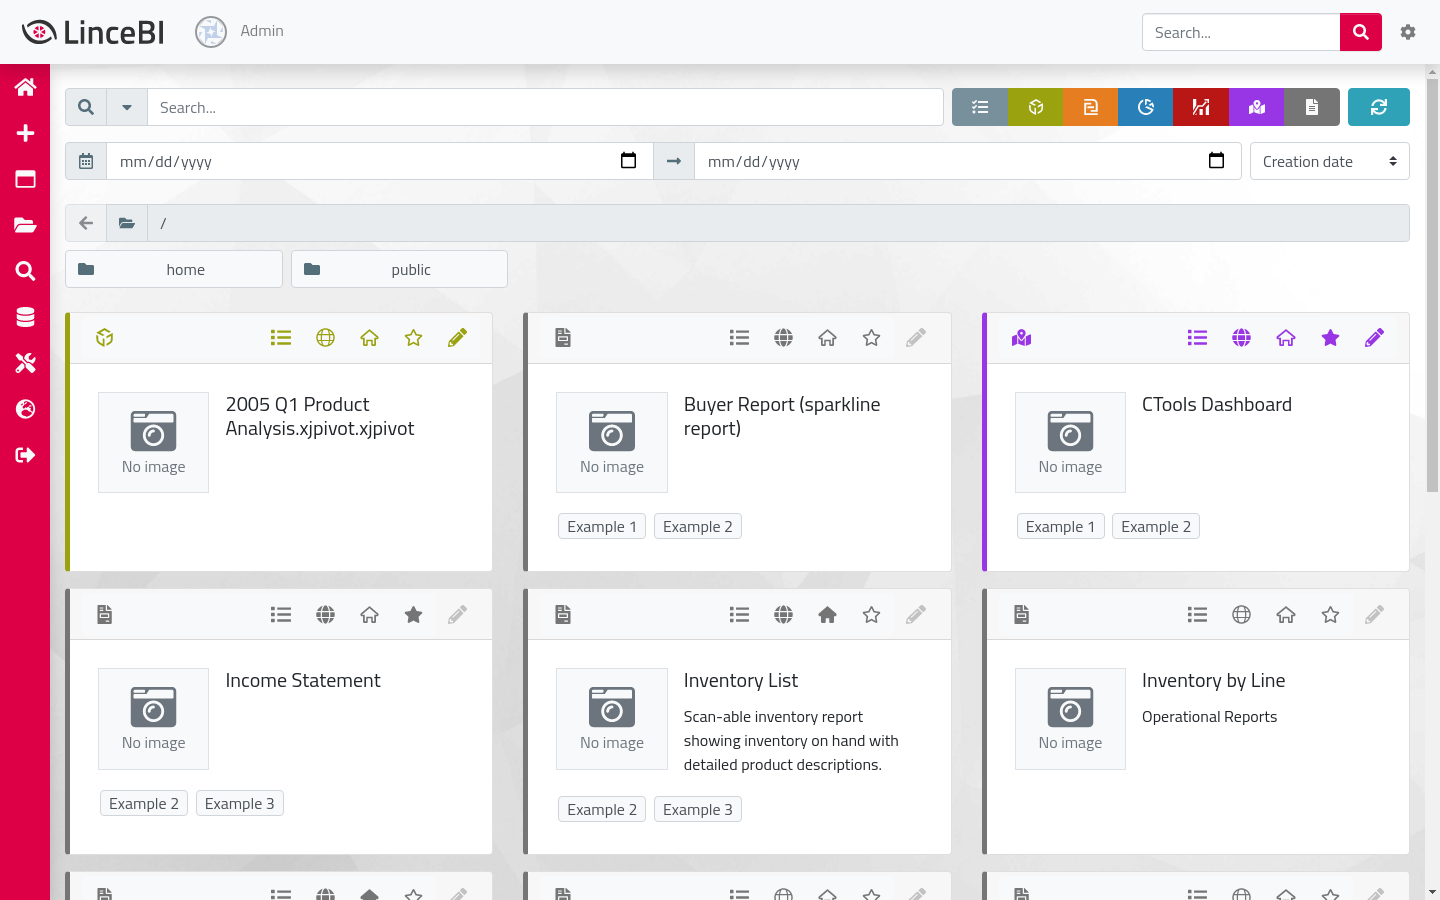 LinceBI
Admin
Search...
Search...
mm/dd/yyyy
mm/dd/yyyy
Creation date
/
home
public
No image
2005 Q1 Product
Analysis.xjpivot.xjpivot
No image
Buyer Report (sparkline
report)
Example 1
Example 2
No image
CTools Dashboard
Example 1
Example 2
No image
Income Statement
Example 2
Example 3
No image
Inventory List
Scan-able inventory report
showing inventory on hand with
detailed product descriptions.
Example 2
Example 3
No image
Inventory by Line
Operational Reports